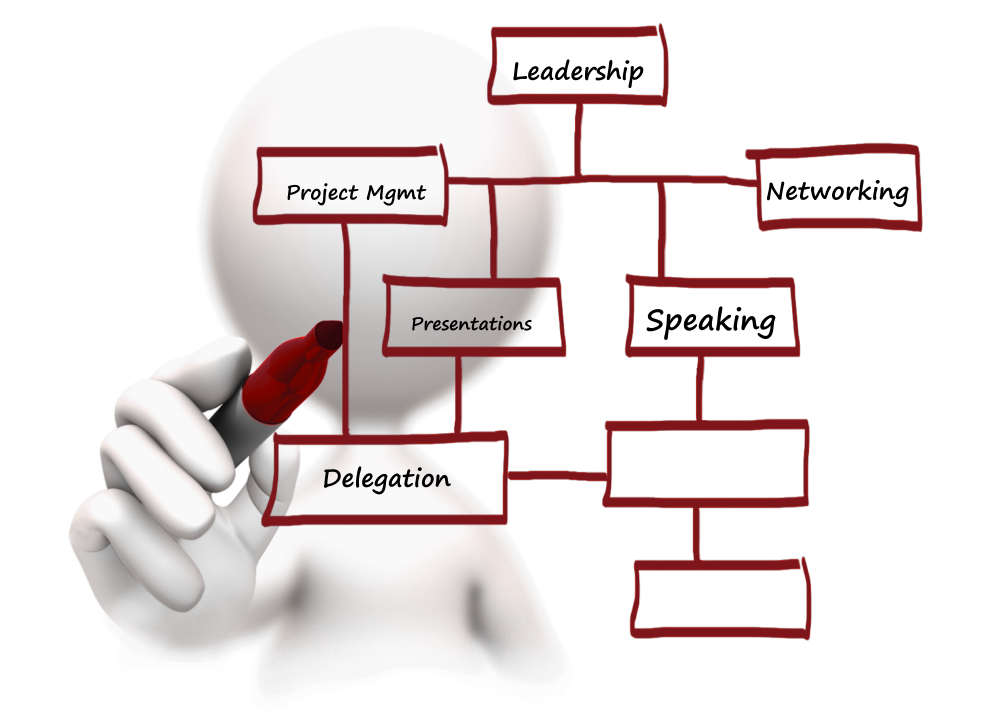 Leadership
Project Mgmt
Networking
Presentations
Speaking
Delegation